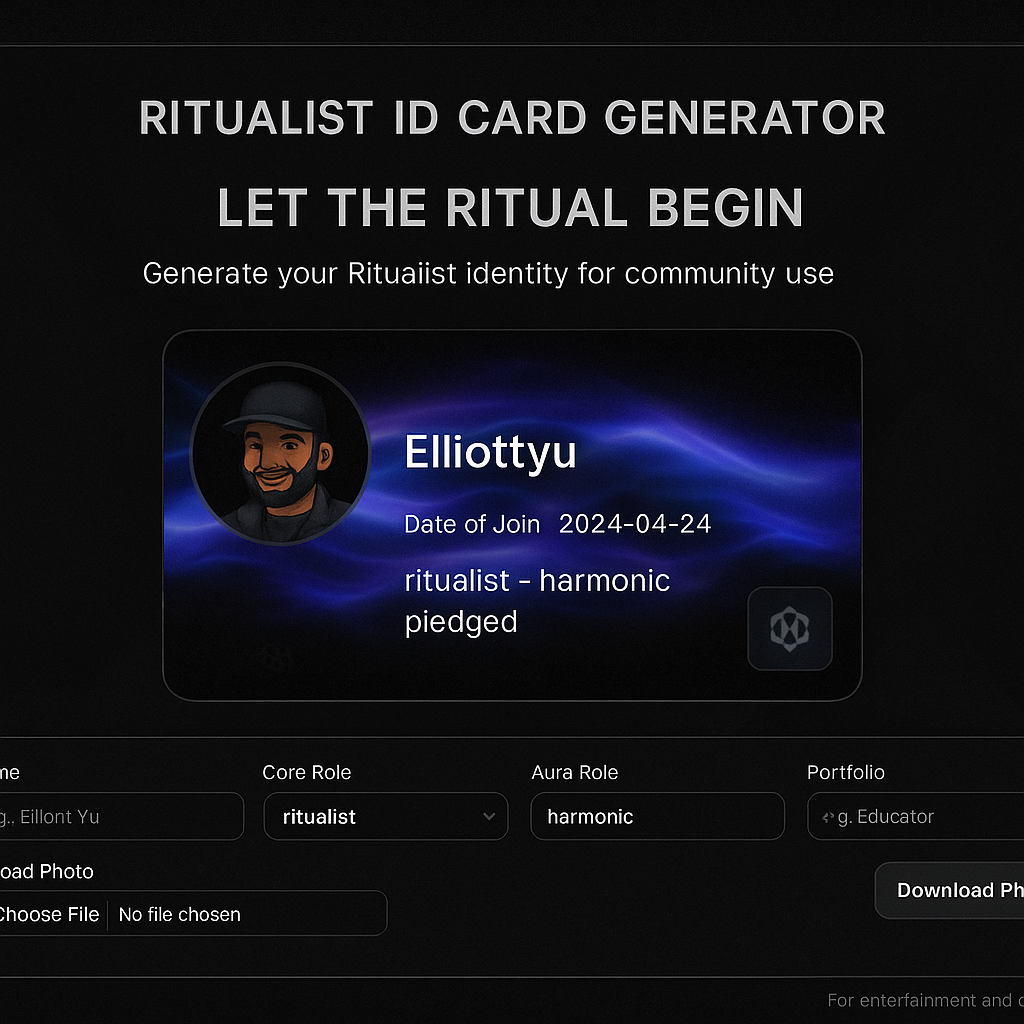 RITUALIST ID CARD GENERATOR
LET THE RITUAL BEGIN
Generate your Rituaiist identity for community use
Elliottyu
Date of Join 2024-04-24
ritualist - harmonic
piedged
me Core Role Aura Role Portfolio
g., Eillont Yu ritualist harmonic g. Educator
oad Photo
Choose File No file chosen Download Ph
For enterfainment and